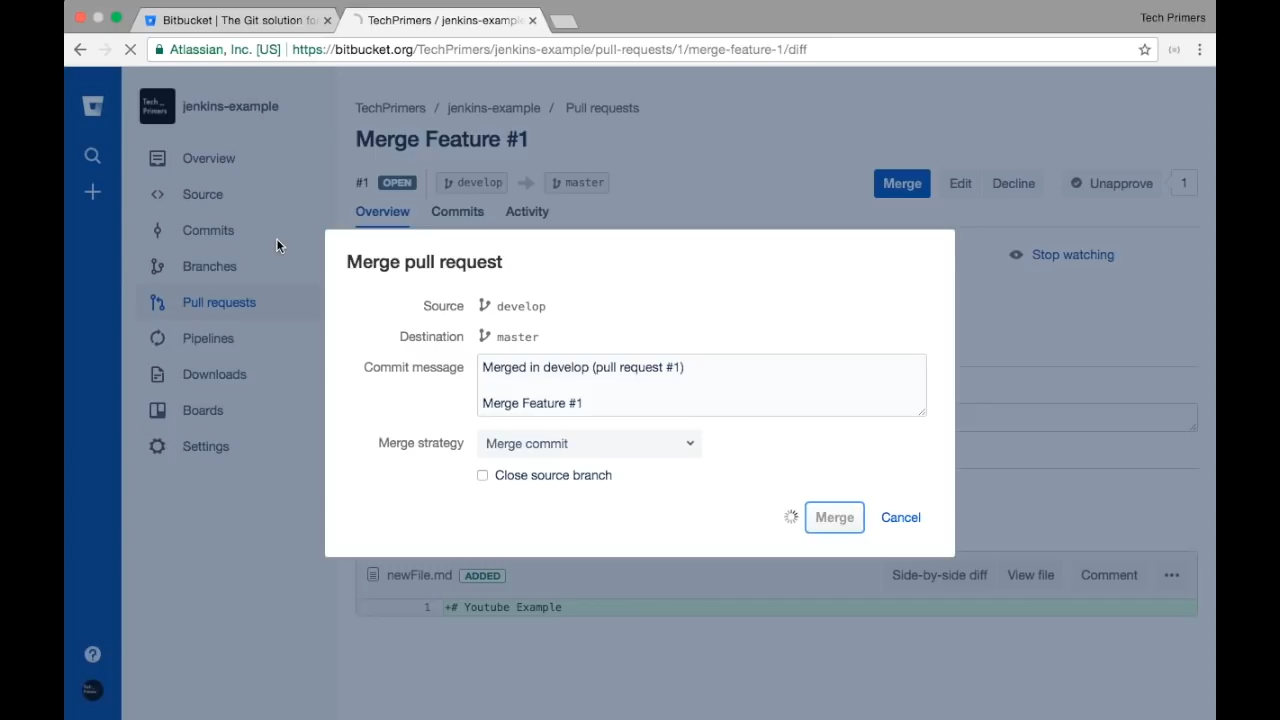 Bitbucket | The Git solution fo
TechPrimers / jenkins-example
Tech Primers
Atlassian, Inc. [US] | https://bitbucket.org/TechPrimers/jenkins-example/pull-requests/1/merge-feature-1/diff
Tech_
Primers
jenkins-example
Overview
Source
Commits
Branches
Pull requests
Pipelines
Downloads
Boards
Settings
TechPrimers / jenkins-example / Pull requests
Merge Feature #1
#1 OPEN develop master
Merge Edit Decline Unapprove 1
Overview Commits Activity
Stop watching
Merge pull request
Source develop
Destination master
Commit message Merged in develop (pull request #1)
Merge Feature #1
Merge strategy Merge commit
Close source branch
Merge Cancel
newFile.md ADDED Side-by-side diff View file Comment •••
1 +# Youtube Example